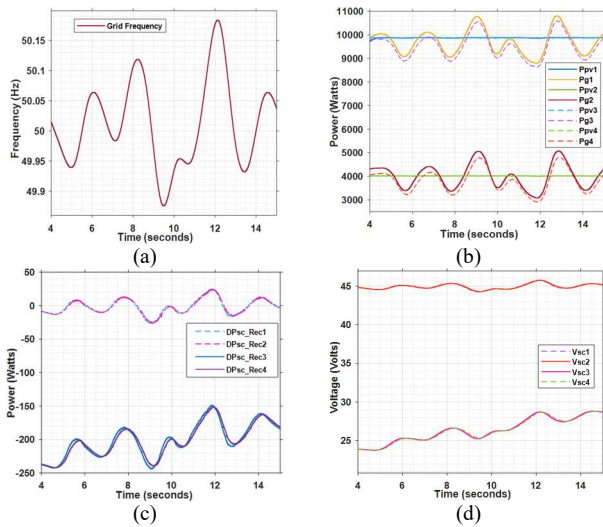 Grid Frequency
50.15
50.1
50.05
50
49.95
49.9
Frequency (Hz)
4 6 8 10 12 14
Time (seconds)
(a)
11000
10000
9000
8000
7000
6000
5000
4000
3000
Power (Watts)
Ppv1
Pg1
Ppv2
Pg2
Ppv3
Pg3
Ppv4
Pg4
4 6 8 10 12 14
Time (seconds)
(b)
50
0
-50
-100
-150
-200
-250
Power (Watts)
DPsc_Rec1
DPsc_Rec2
DPsc_Rec3
DPsc_Rec4
4 6 8 10 12 14
Time (seconds)
(c)
45
40
35
30
25
Voltage (Volts)
Vsc1
Vsc2
Vsc3
Vsc4
4 6 8 10 12 14
Time (seconds)
(d)